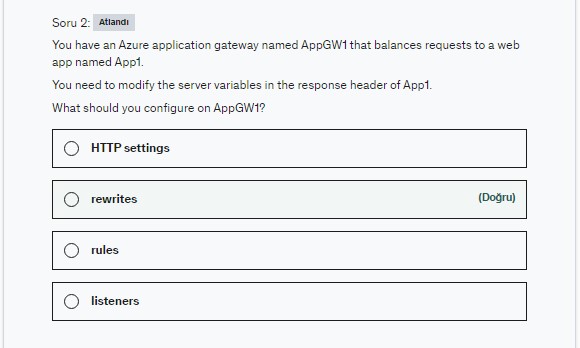 Soru 2: Atlandı
You have an Azure application gateway named AppGW1 that balances requests to a web
app named App1.
You need to modify the server variables in the response header of App1.
What should you configure on AppGW1?
HTTP settings
rewrites (Doğru)
rules
listeners